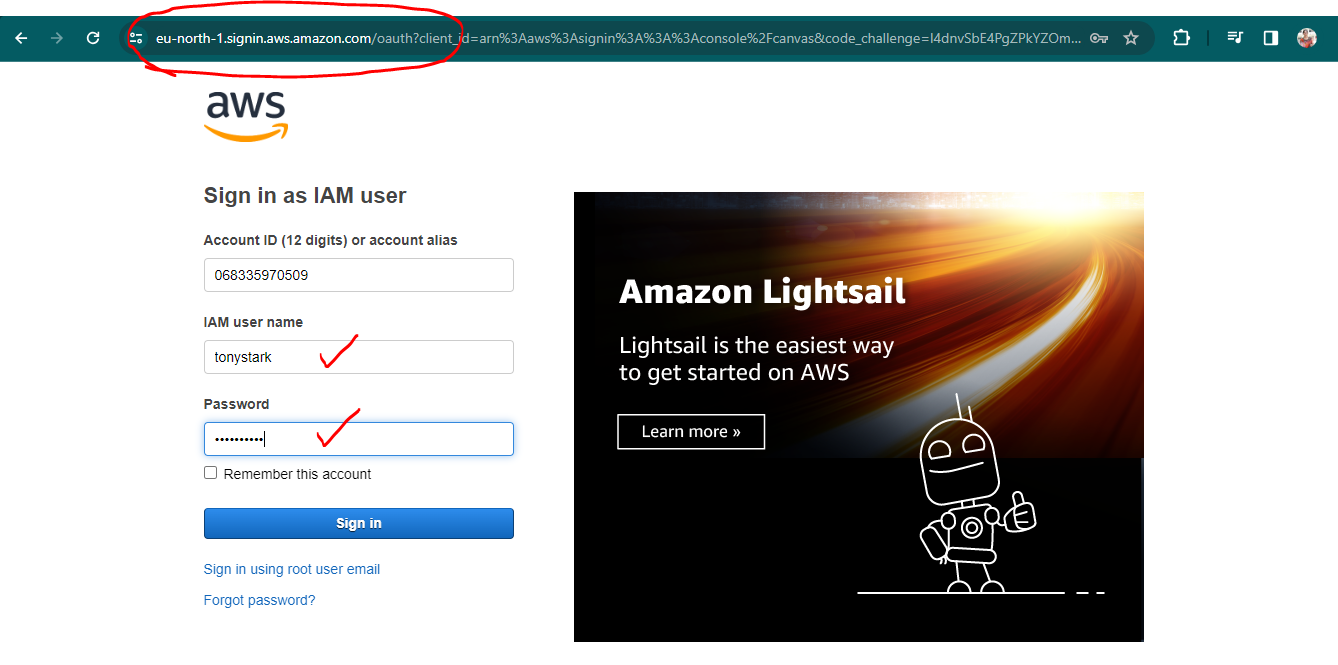 eu-north-1.signin.aws.amazon.com/oauth?client_id=arn%3Aaws%3Asignin%3A%3A%3Aconsole%2Fcanvas&code_challenge=I4dnvSbE4PgZPkYZOm...
aws
Sign in as IAM user
Account ID (12 digits) or account alias
068335970509
IAM user name
tonystark
Password
••••••••••
Remember this account
Sign in
Sign in using root user email
Forgot password?
Amazon Lightsail
Lightsail is the easiest way
to get started on AWS
Learn more »